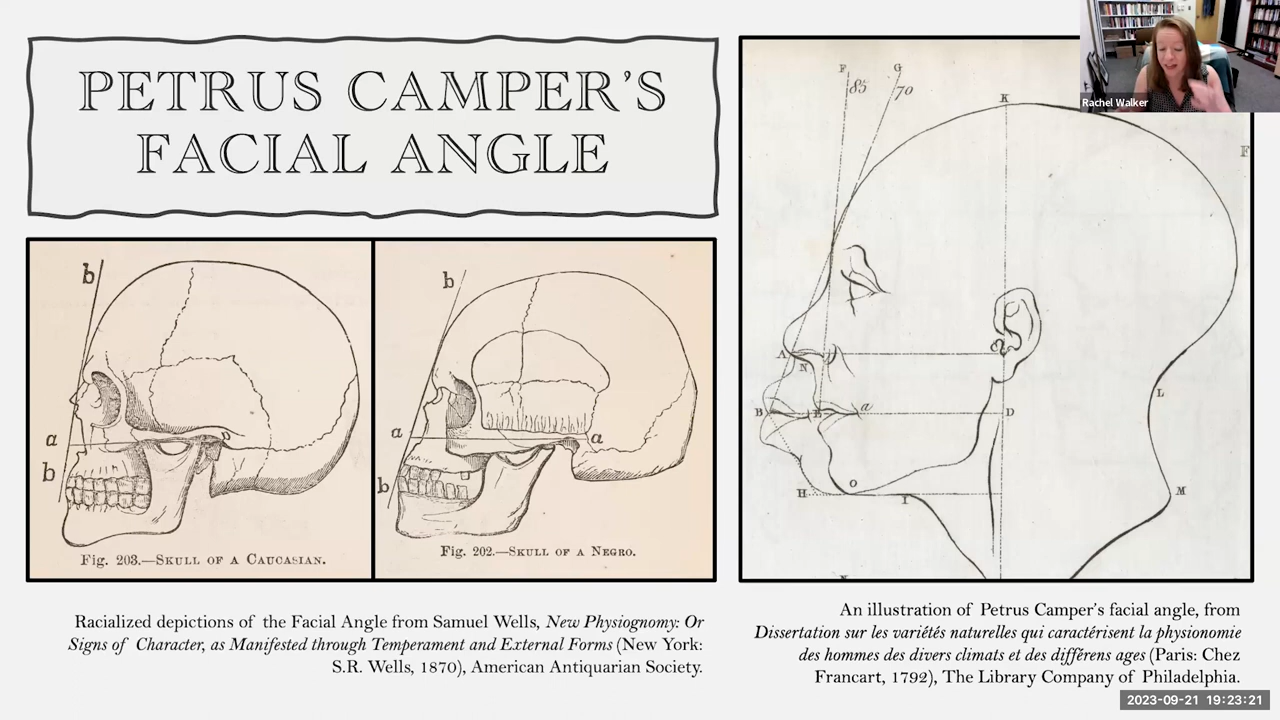 PETRUS CAMPER'S
FACIAL ANGLE
b
a
b
Fig. 203.—Skull of a Caucasian.
b
a
a
b
Fig. 202.—Skull of a Negro.
Racialized depictions of the Facial Angle from Samuel Wells, New Physiognomy: Or
Signs of Character, as Manifested through Temperament and External Forms (New York:
S.R. Wells, 1870), American Antiquarian Society.
Rachel Walker
F
85
G
70
K
F
A
N
B
E
a
D
L
H
O
I
M
An illustration of Petrus Camper's facial angle, from
Dissertation sur les variétés naturelles qui caractérisent la physionomie
des hommes des divers climats et des différens ages (Paris: Chez
Francart, 1792), The Library Company of Philadelphia.
2023-09-21 19:23:21